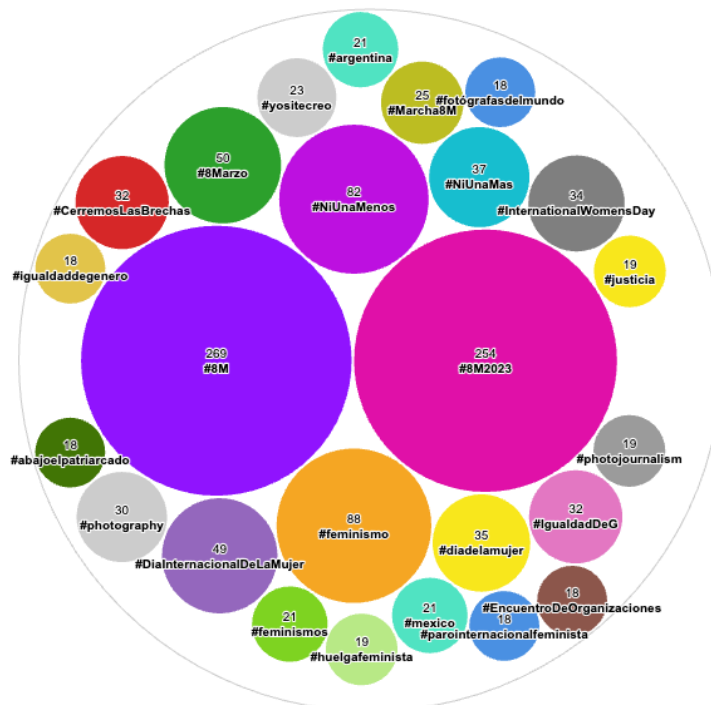 21
#argentina
23
#yositecreo
25
#Marcha8M
18
#fotógrafasdelmundo
50
#8Marzo
82
#NiUnaMenos
37
#NiUnaMas
32
#CerremosLasBrechas
34
#InternationalWomensDay
18
#igualdaddegenero
19
#justicia
269
#8M
254
#8M2023
18
#abajoelpatriarcado
19
#photojournalism
30
#photography
88
#feminismo
35
#diadelamujer
32
#IgualdadDeG
49
#DiaInternacionalDeLaMujer
18
#EncuentroDeOrganizaciones
21
#feminismos
21
#mexico
18
#parointernacionalfeminista
19
#huelgafeminista